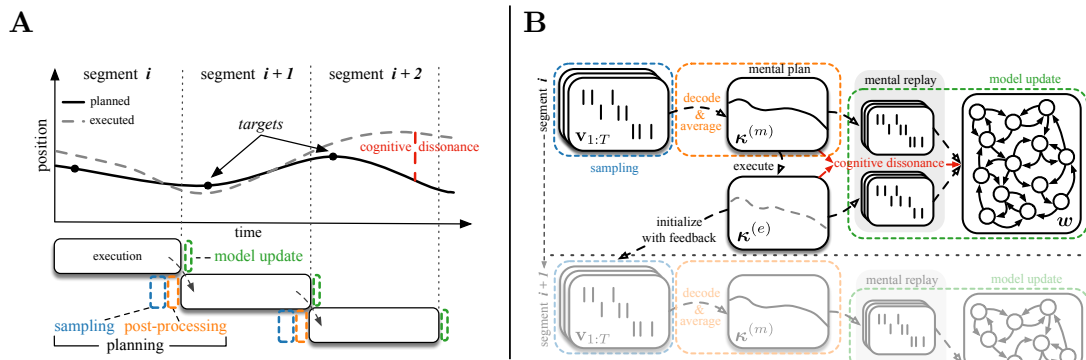 A
segment i
segment i + 1
segment i + 2
planned
executed
targets
cognitive dissonance
position
time
execution
model update
sampling
post-processing
planning
B
segment i
mental plan
mental replay
model update
decode
& average
v1:T
κ(m)
sampling
execute
cognitive dissonance
initialize
with feedback
κ(e)
w
segment i + 1
mental replay
model update
decode
& average
v1:T
κ(m)